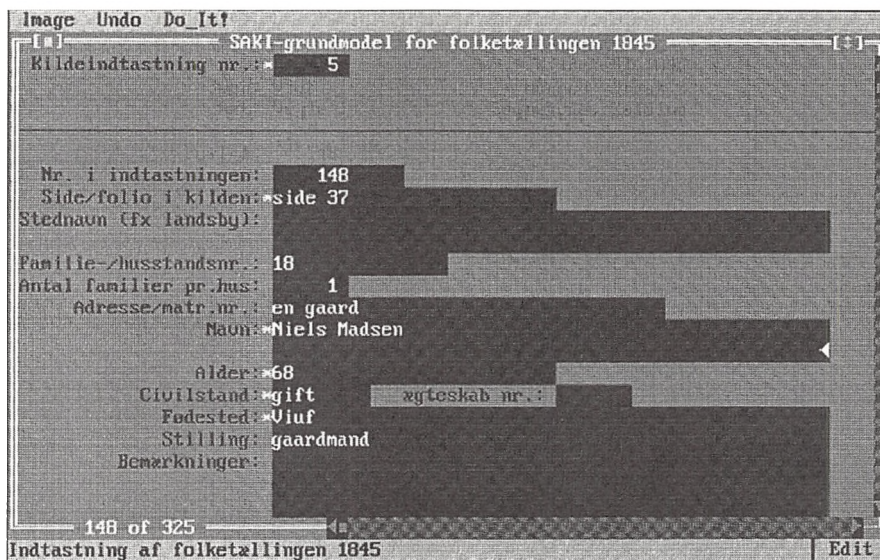 Image Undo Do_It!
[■] SAKI-grundmodel for folketællingen 1845 [↕]
Kildeindtastning nr.:* 5
Nr. i indtastningen: 148
Side/folio i kilden:*side 37
Stednavn (fx landsby):
Familie-/husstandsnr.: 18
Antal familier pr.hus: 1
Adresse/matr.nr.: en gaard
Navn:*Niels Madsen
Alder:*68
Civilstand:*gift ægteskab nr.:
Fødested:*Viuf
Stilling: gaardmand
Bemærkninger:
148 of 325
Indtastning af folketællingen 1845 Edit